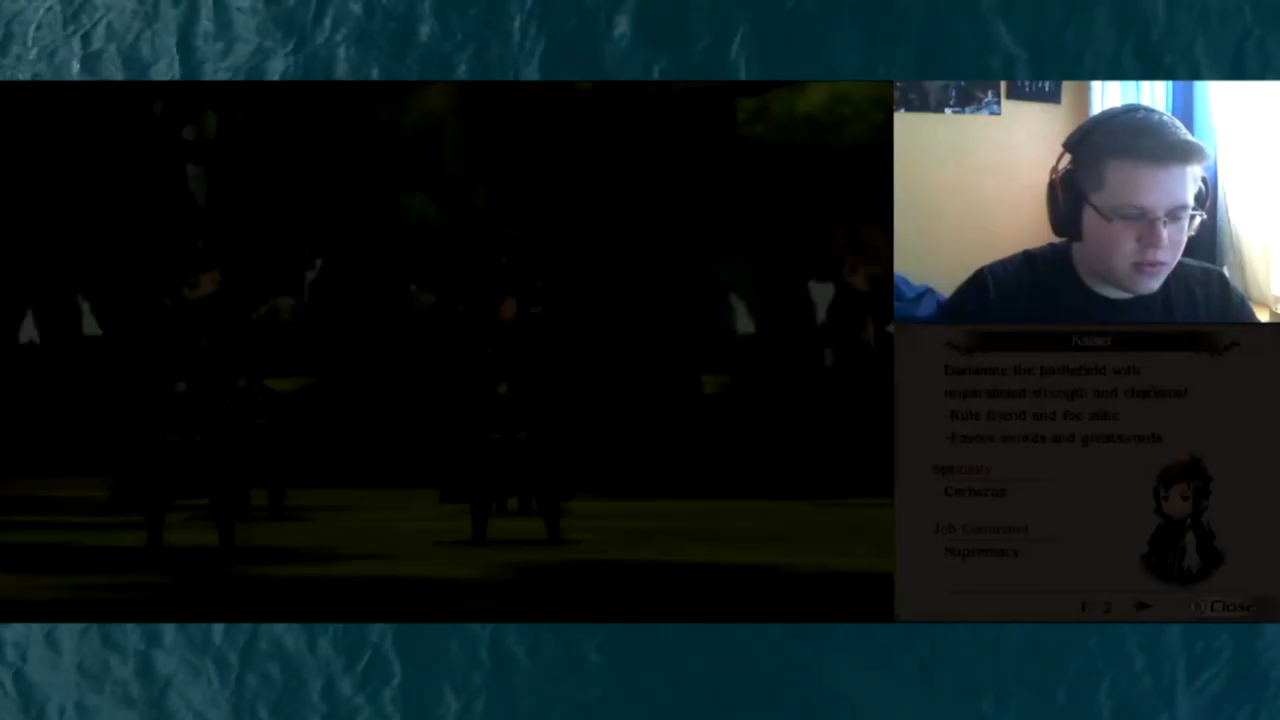 Kaiser
Dominate the battlefield with
unparalleled strength and charisma!
-Rule friend and foe alike
-Favors swords and greatswords
Specialty
Cerberus
Job Command
Supremacy
1 2 Close